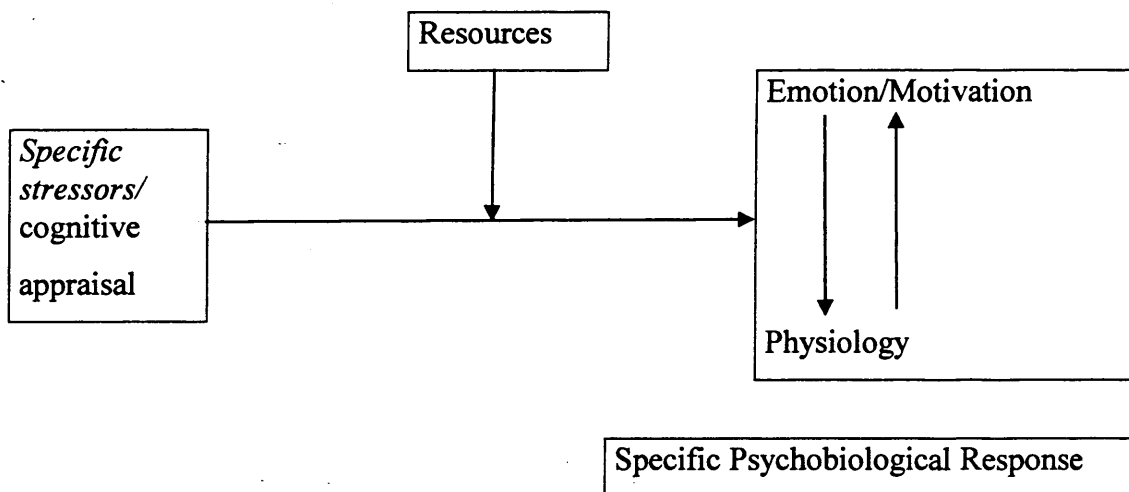 Resources
Emotion/Motivation
Specific
stressors/
cognitive
appraisal
Physiology
Specific Psychobiological Response